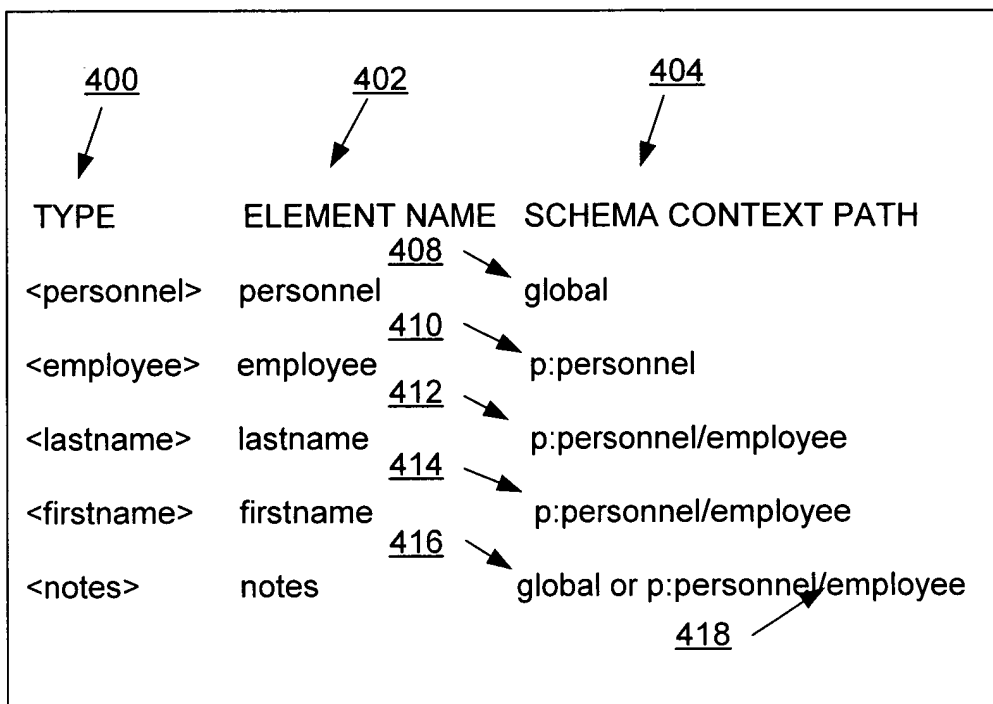 400 402 404
TYPE ELEMENT NAME SCHEMA CONTEXT PATH
408
<personnel> personnel global
410
<employee> employee p:personnel
412
<lastname> lastname p:personnel/employee
414
<firstname> firstname p:personnel/employee
416
<notes> notes global or p:personnel/employee
418